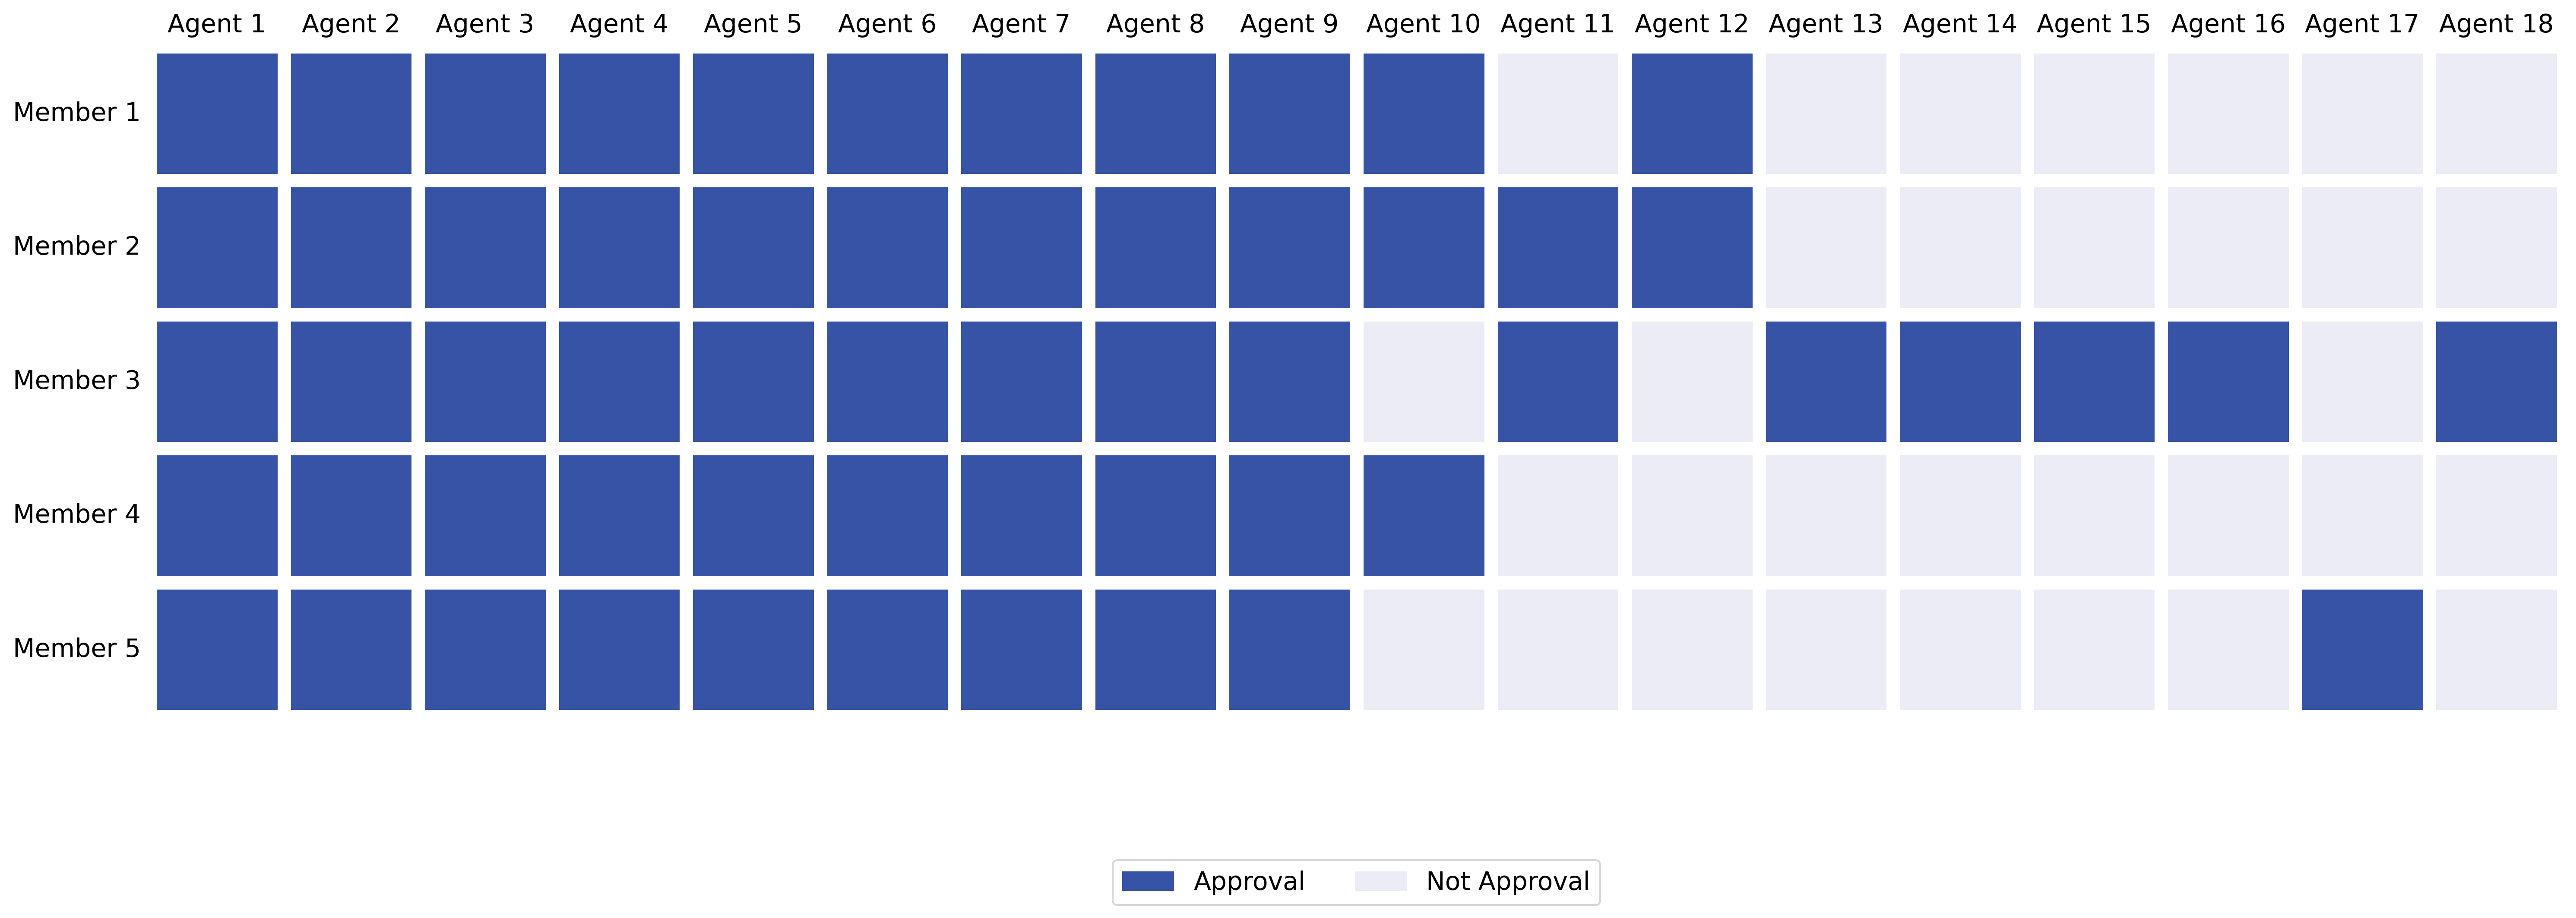 Agent 1 Agent 2 Agent 3 Agent 4 Agent 5 Agent 6 Agent 7 Agent 8 Agent 9 Agent 10 Agent 11 Agent 12 Agent 13 Agent 14 Agent 15 Agent 16 Agent 17 Agent 18
Member 1
Member 2
Member 3
Member 4
Member 5
Approval Not Approval